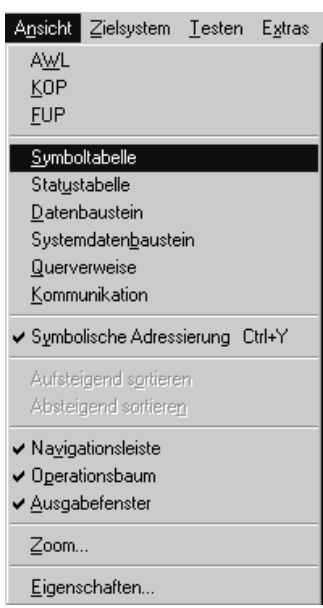 Ansicht Zielsystem Testen Extras
AWL
KOP
FUP
Symboltabelle
Statustabelle
Datenbaustein
Systemdatenbaustein
Querverweise
Kommunikation
Symbolische Adressierung Ctrl+Y
Aufsteigend sortieren
Absteigend sortieren
Navigationsleiste
Operationsbaum
Ausgabefenster
Zoom...
Eigenschaften...